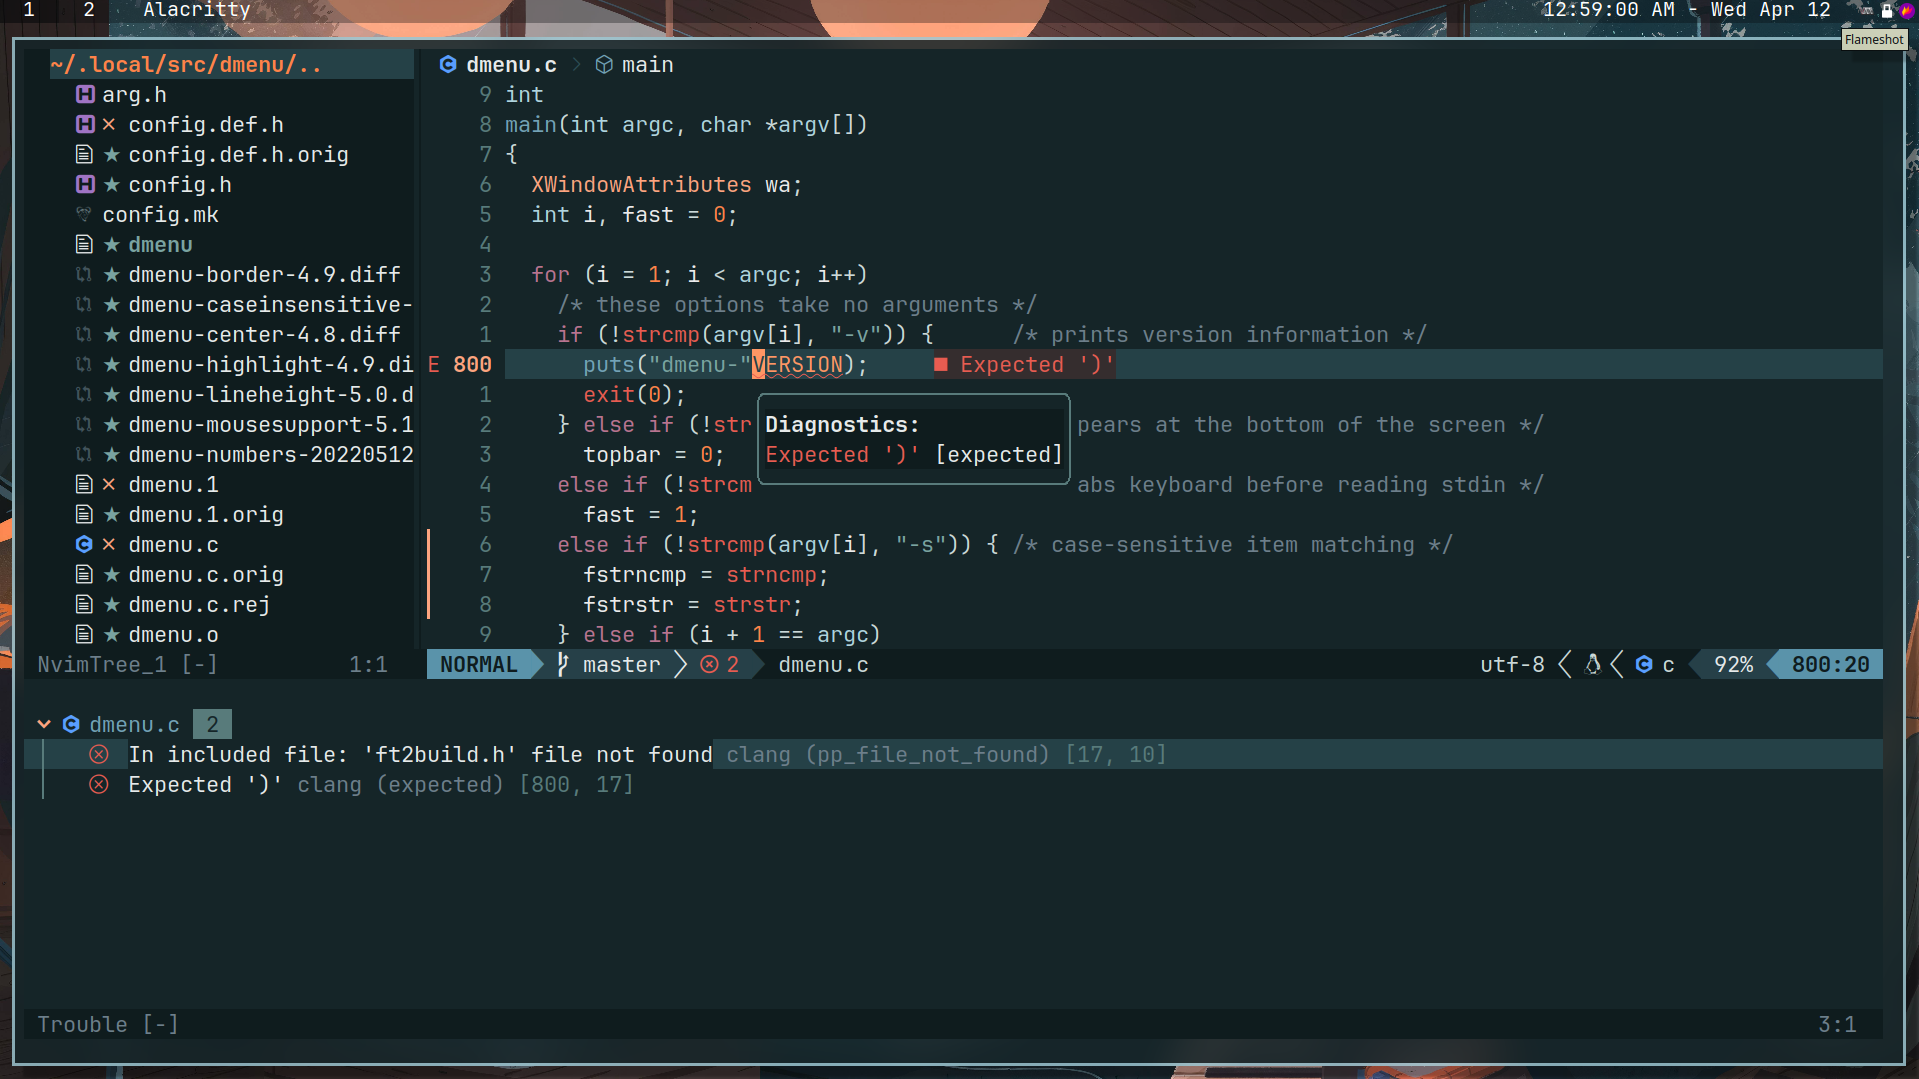 1 2 Alacritty 12:59:00 AM - Wed Apr 12
Flameshot
~/.local/src/dmenu/..
arg.h
× config.def.h
★ config.def.h.orig
★ config.h
config.mk
★ dmenu
★ dmenu-border-4.9.diff
★ dmenu-caseinsensitive-
★ dmenu-center-4.8.diff
★ dmenu-highlight-4.9.di
★ dmenu-lineheight-5.0.d
★ dmenu-mousesupport-5.1
★ dmenu-numbers-20220512
× dmenu.1
★ dmenu.1.orig
× dmenu.c
★ dmenu.c.orig
★ dmenu.c.rej
★ dmenu.o
NvimTree_1 [-] 1:1
dmenu.c > main
9 int
8 main(int argc, char *argv[])
7 {
6 XWindowAttributes wa;
5 int i, fast = 0;
4
3 for (i = 1; i < argc; i++)
2 /* these options take no arguments */
1 if (!strcmp(argv[i], "-v")) { /* prints version information */
E 800 puts("dmenu-"VERSION); ■ Expected ')'
1 exit(0);
2 } else if (!str pears at the bottom of the screen */
3 topbar = 0;
4 else if (!strcm abs keyboard before reading stdin */
5 fast = 1;
6 else if (!strcmp(argv[i], "-s")) { /* case-sensitive item matching */
7 fstrncmp = strncmp;
8 fstrstr = strstr;
9 } else if (i + 1 == argc)
Diagnostics:
Expected ')' [expected]
NORMAL master 2 dmenu.c utf-8 c 92% 800:20
dmenu.c 2
In included file: 'ft2build.h' file not found clang (pp_file_not_found) [17, 10]
Expected ')' clang (expected) [800, 17]
Trouble [-] 3:1